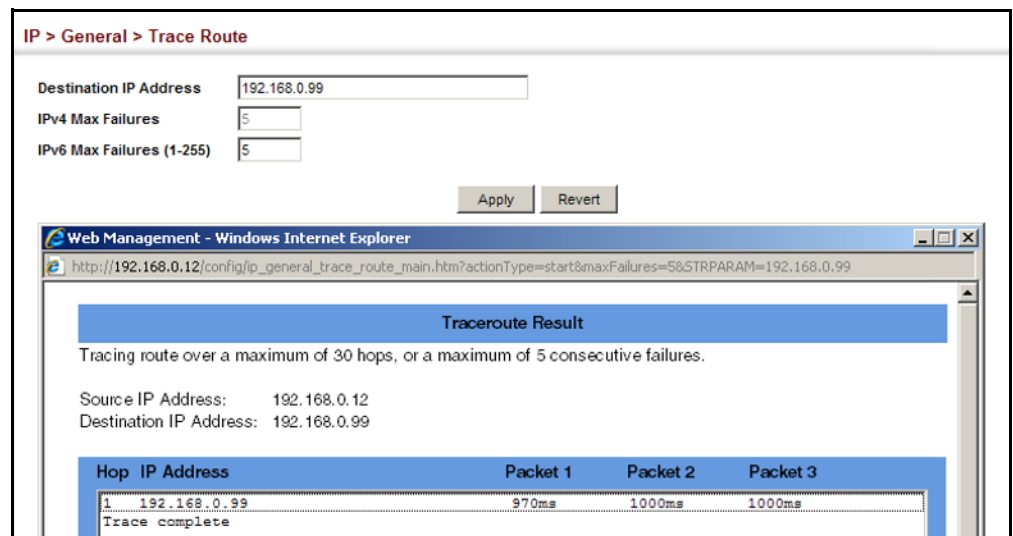 IP > General > Trace Route
Destination IP Address 192.168.0.99
IPv4 Max Failures 5
IPv6 Max Failures (1-255) 5
Apply Revert
Web Management - Windows Internet Explorer
http://192.168.0.12/config/ip_general_trace_route_main.htm?actionType=start&maxFailures=5&STRPARAM=192.168.0.99
Traceroute Result
Tracing route over a maximum of 30 hops, or a maximum of 5 consecutive failures.
Source IP Address: 192.168.0.12
Destination IP Address: 192.168.0.99
Hop IP Address Packet 1 Packet 2 Packet 3
1 192.168.0.99 970ms 1000ms 1000ms
Trace complete